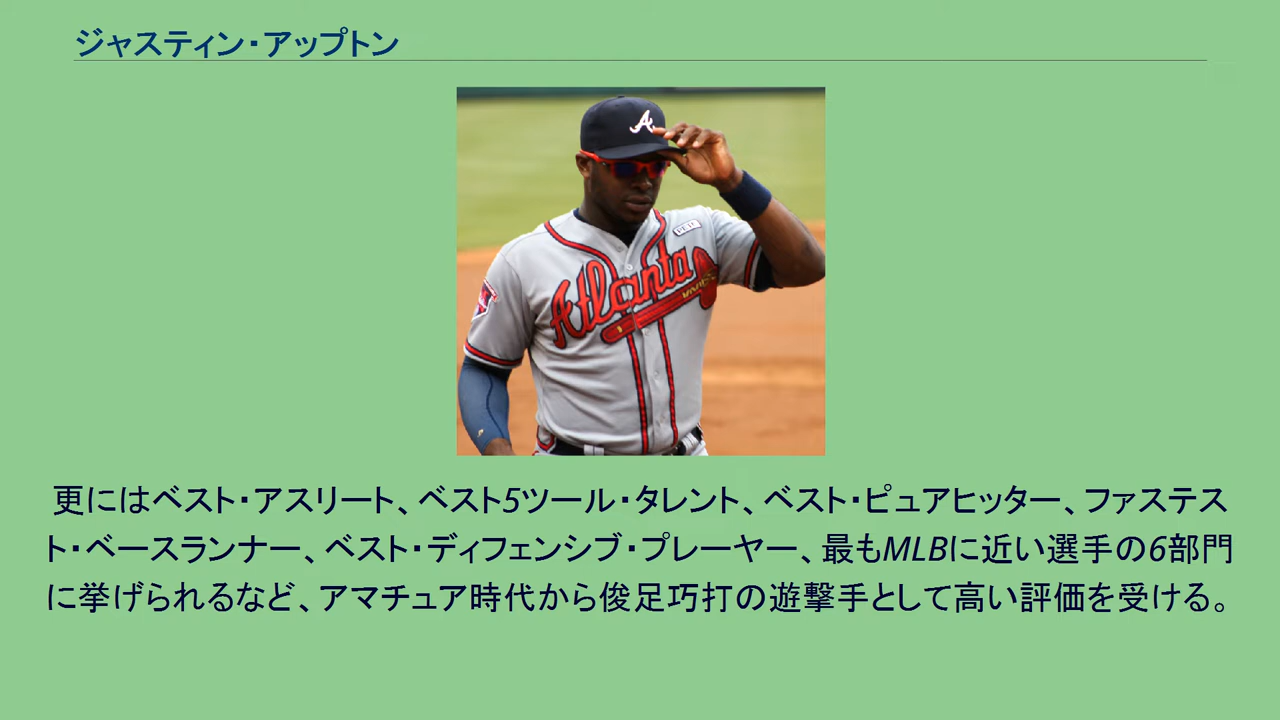 ジャスティン・アップトン
A
Atlanta
更にはベスト・アスリート、ベスト5ツール・タレント、ベスト・ピュアヒッター、ファステス
ト・ベースランナー、ベスト・ディフェンシブ・プレーヤー、最もMLBに近い選手の6部門
に挙げられるなど、アマチュア時代から俊足巧打の遊撃手として高い評価を受ける。